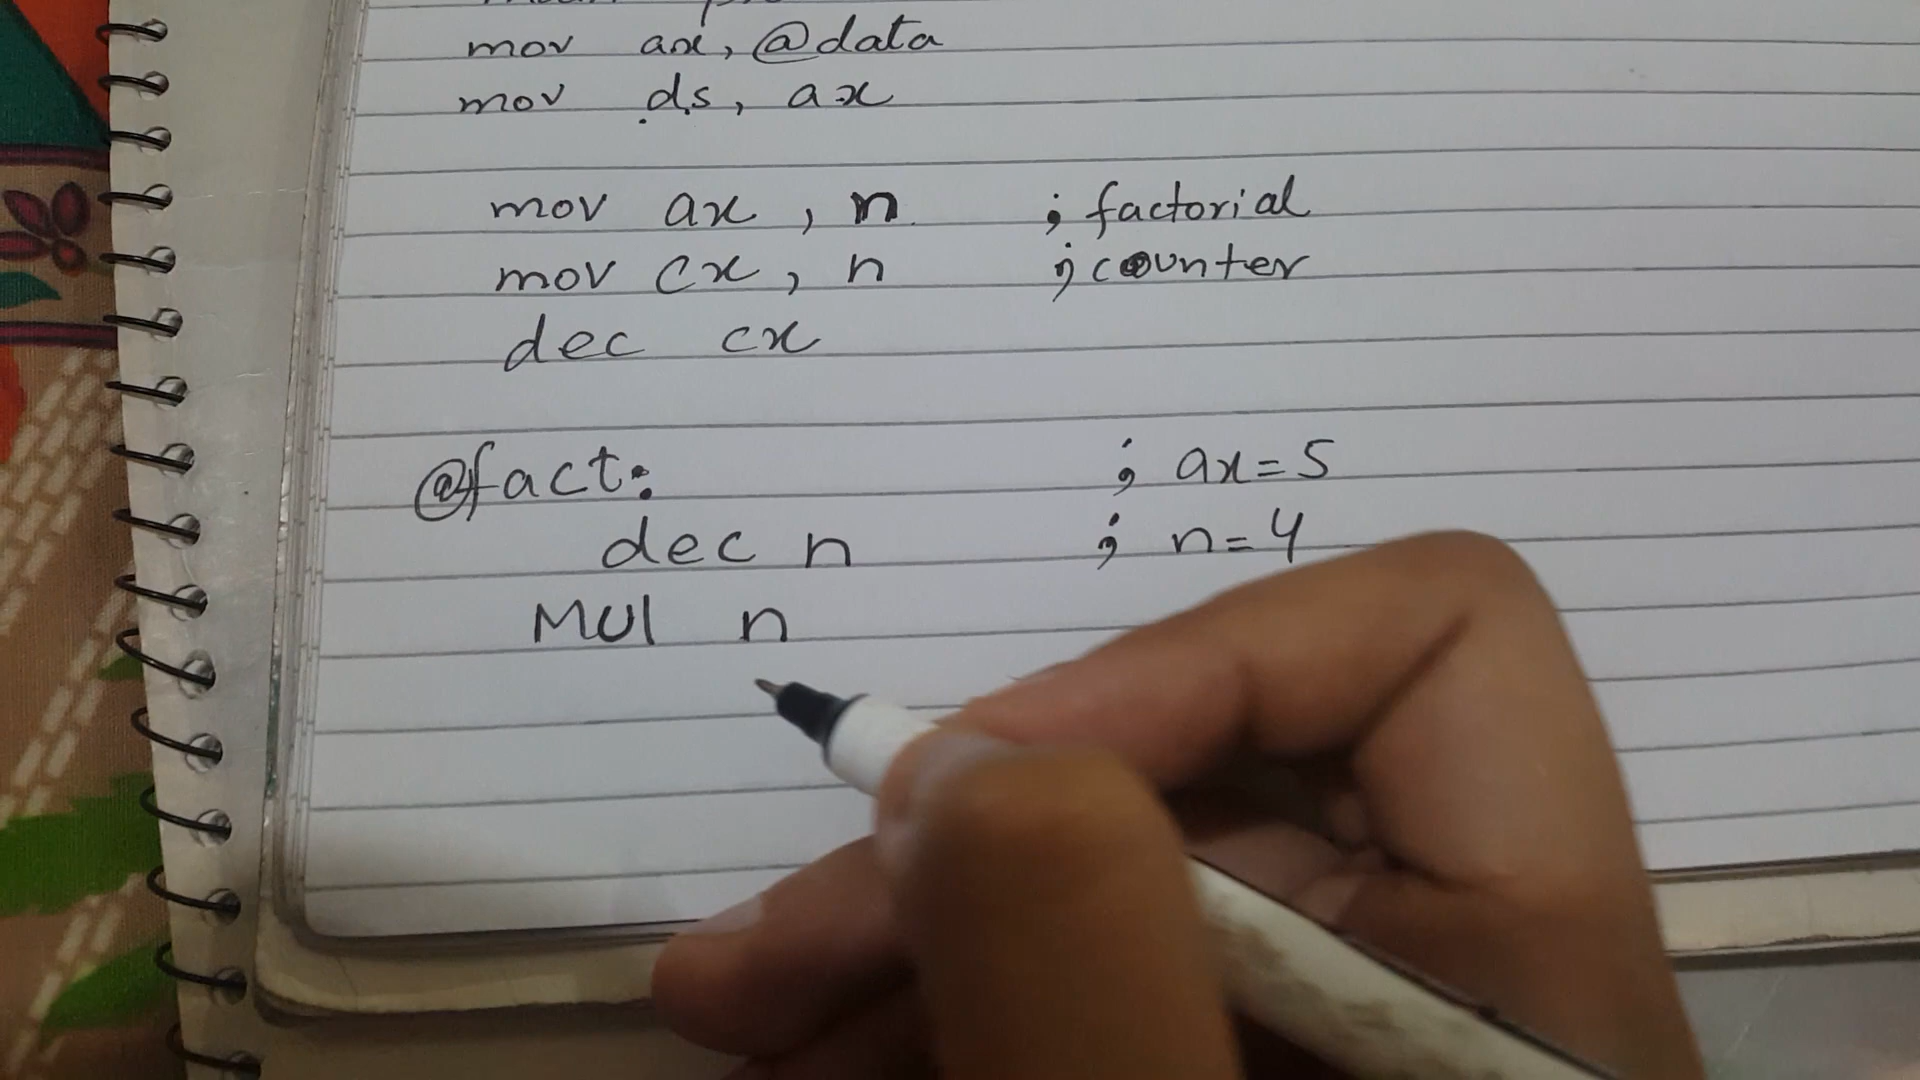 mov ax, @data
mov ds, ax
mov ax, n ; factorial
mov cx, n ; counter
dec cx
@fact: ; ax=5
dec n ; n=4
MUl n